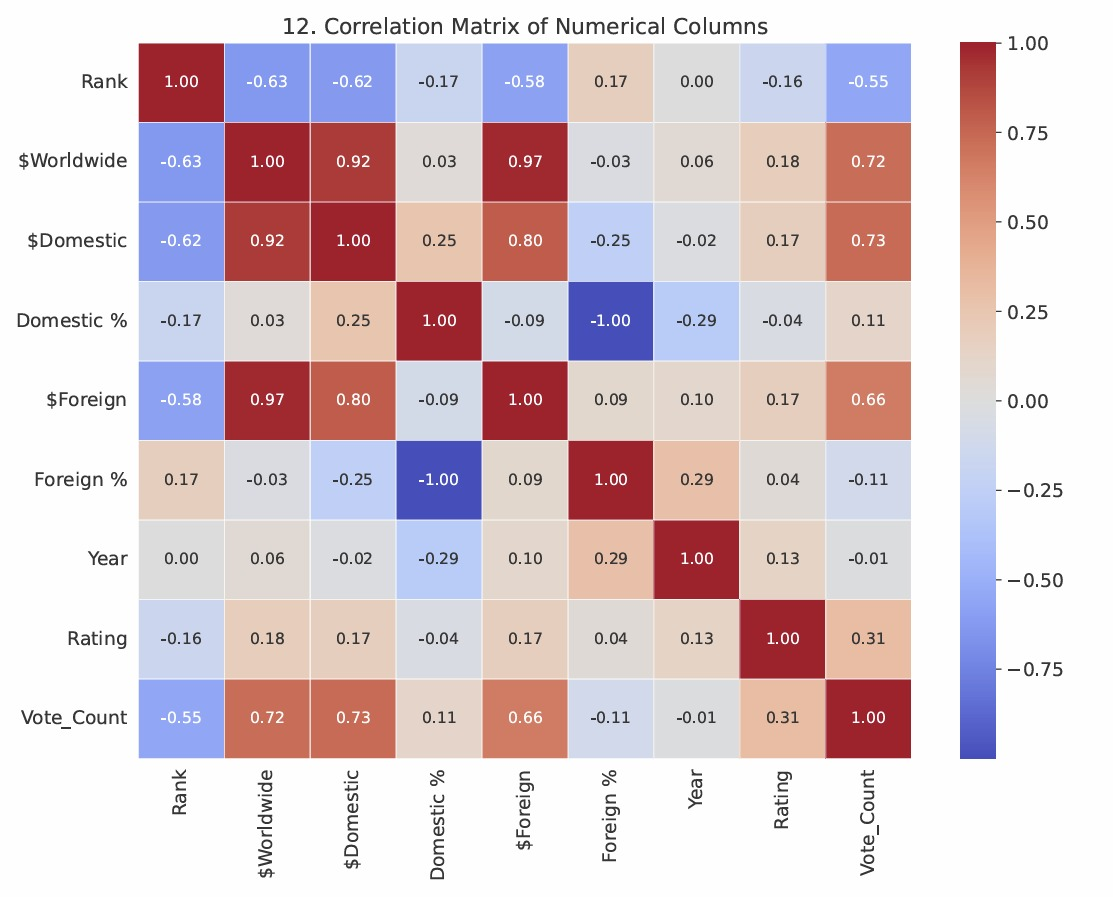 12. Correlation Matrix of Numerical Columns
Rank 1.00 -0.63 -0.62 -0.17 -0.58 0.17 0.00 -0.16 -0.55
$Worldwide -0.63 1.00 0.92 0.03 0.97 -0.03 0.06 0.18 0.72
$Domestic -0.62 0.92 1.00 0.25 0.80 -0.25 -0.02 0.17 0.73
Domestic % -0.17 0.03 0.25 1.00 -0.09 -1.00 -0.29 -0.04 0.11
$Foreign -0.58 0.97 0.80 -0.09 1.00 0.09 0.10 0.17 0.66
Foreign % 0.17 -0.03 -0.25 -1.00 0.09 1.00 0.29 0.04 -0.11
Year 0.00 0.06 -0.02 -0.29 0.10 0.29 1.00 0.13 -0.01
Rating -0.16 0.18 0.17 -0.04 0.17 0.04 0.13 1.00 0.31
Vote_Count -0.55 0.72 0.73 0.11 0.66 -0.11 -0.01 0.31 1.00
Rank
$Worldwide
$Domestic
Domestic %
$Foreign
Foreign %
Year
Rating
Vote_Count
1.00
0.75
0.50
0.25
0.00
−0.25
−0.50
−0.75